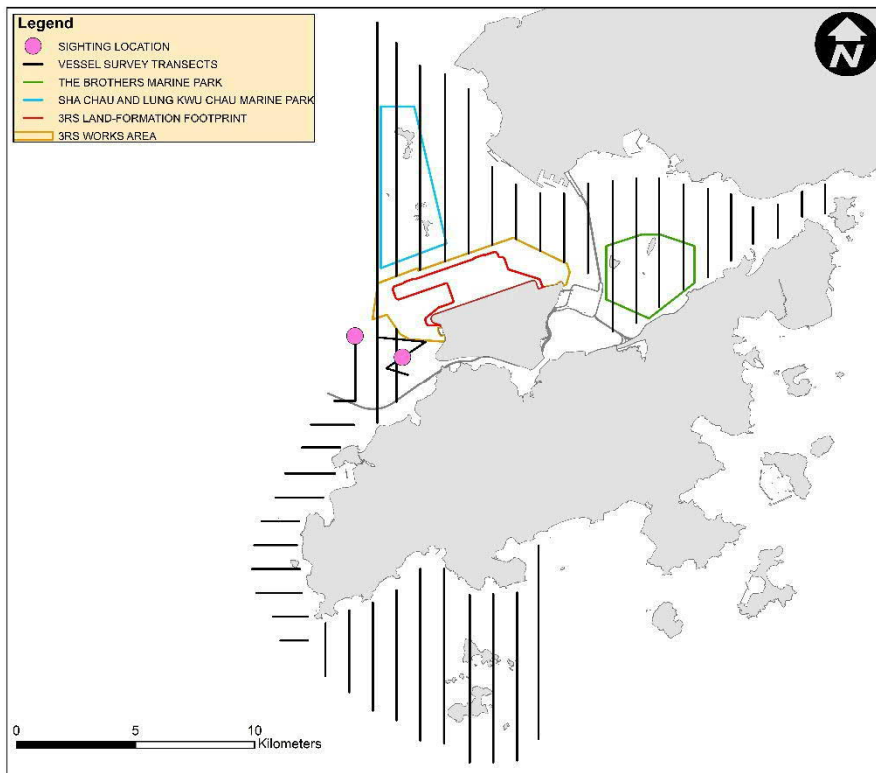 Legend
SIGHTING LOCATION
VESSEL SURVEY TRANSECTS
THE BROTHERS MARINE PARK
SHA CHAU AND LUNG KWU CHAU MARINE PARK
3RS LAND-FORMATION FOOTPRINT
3RS WORKS AREA
N
0 5 10
Kilometers